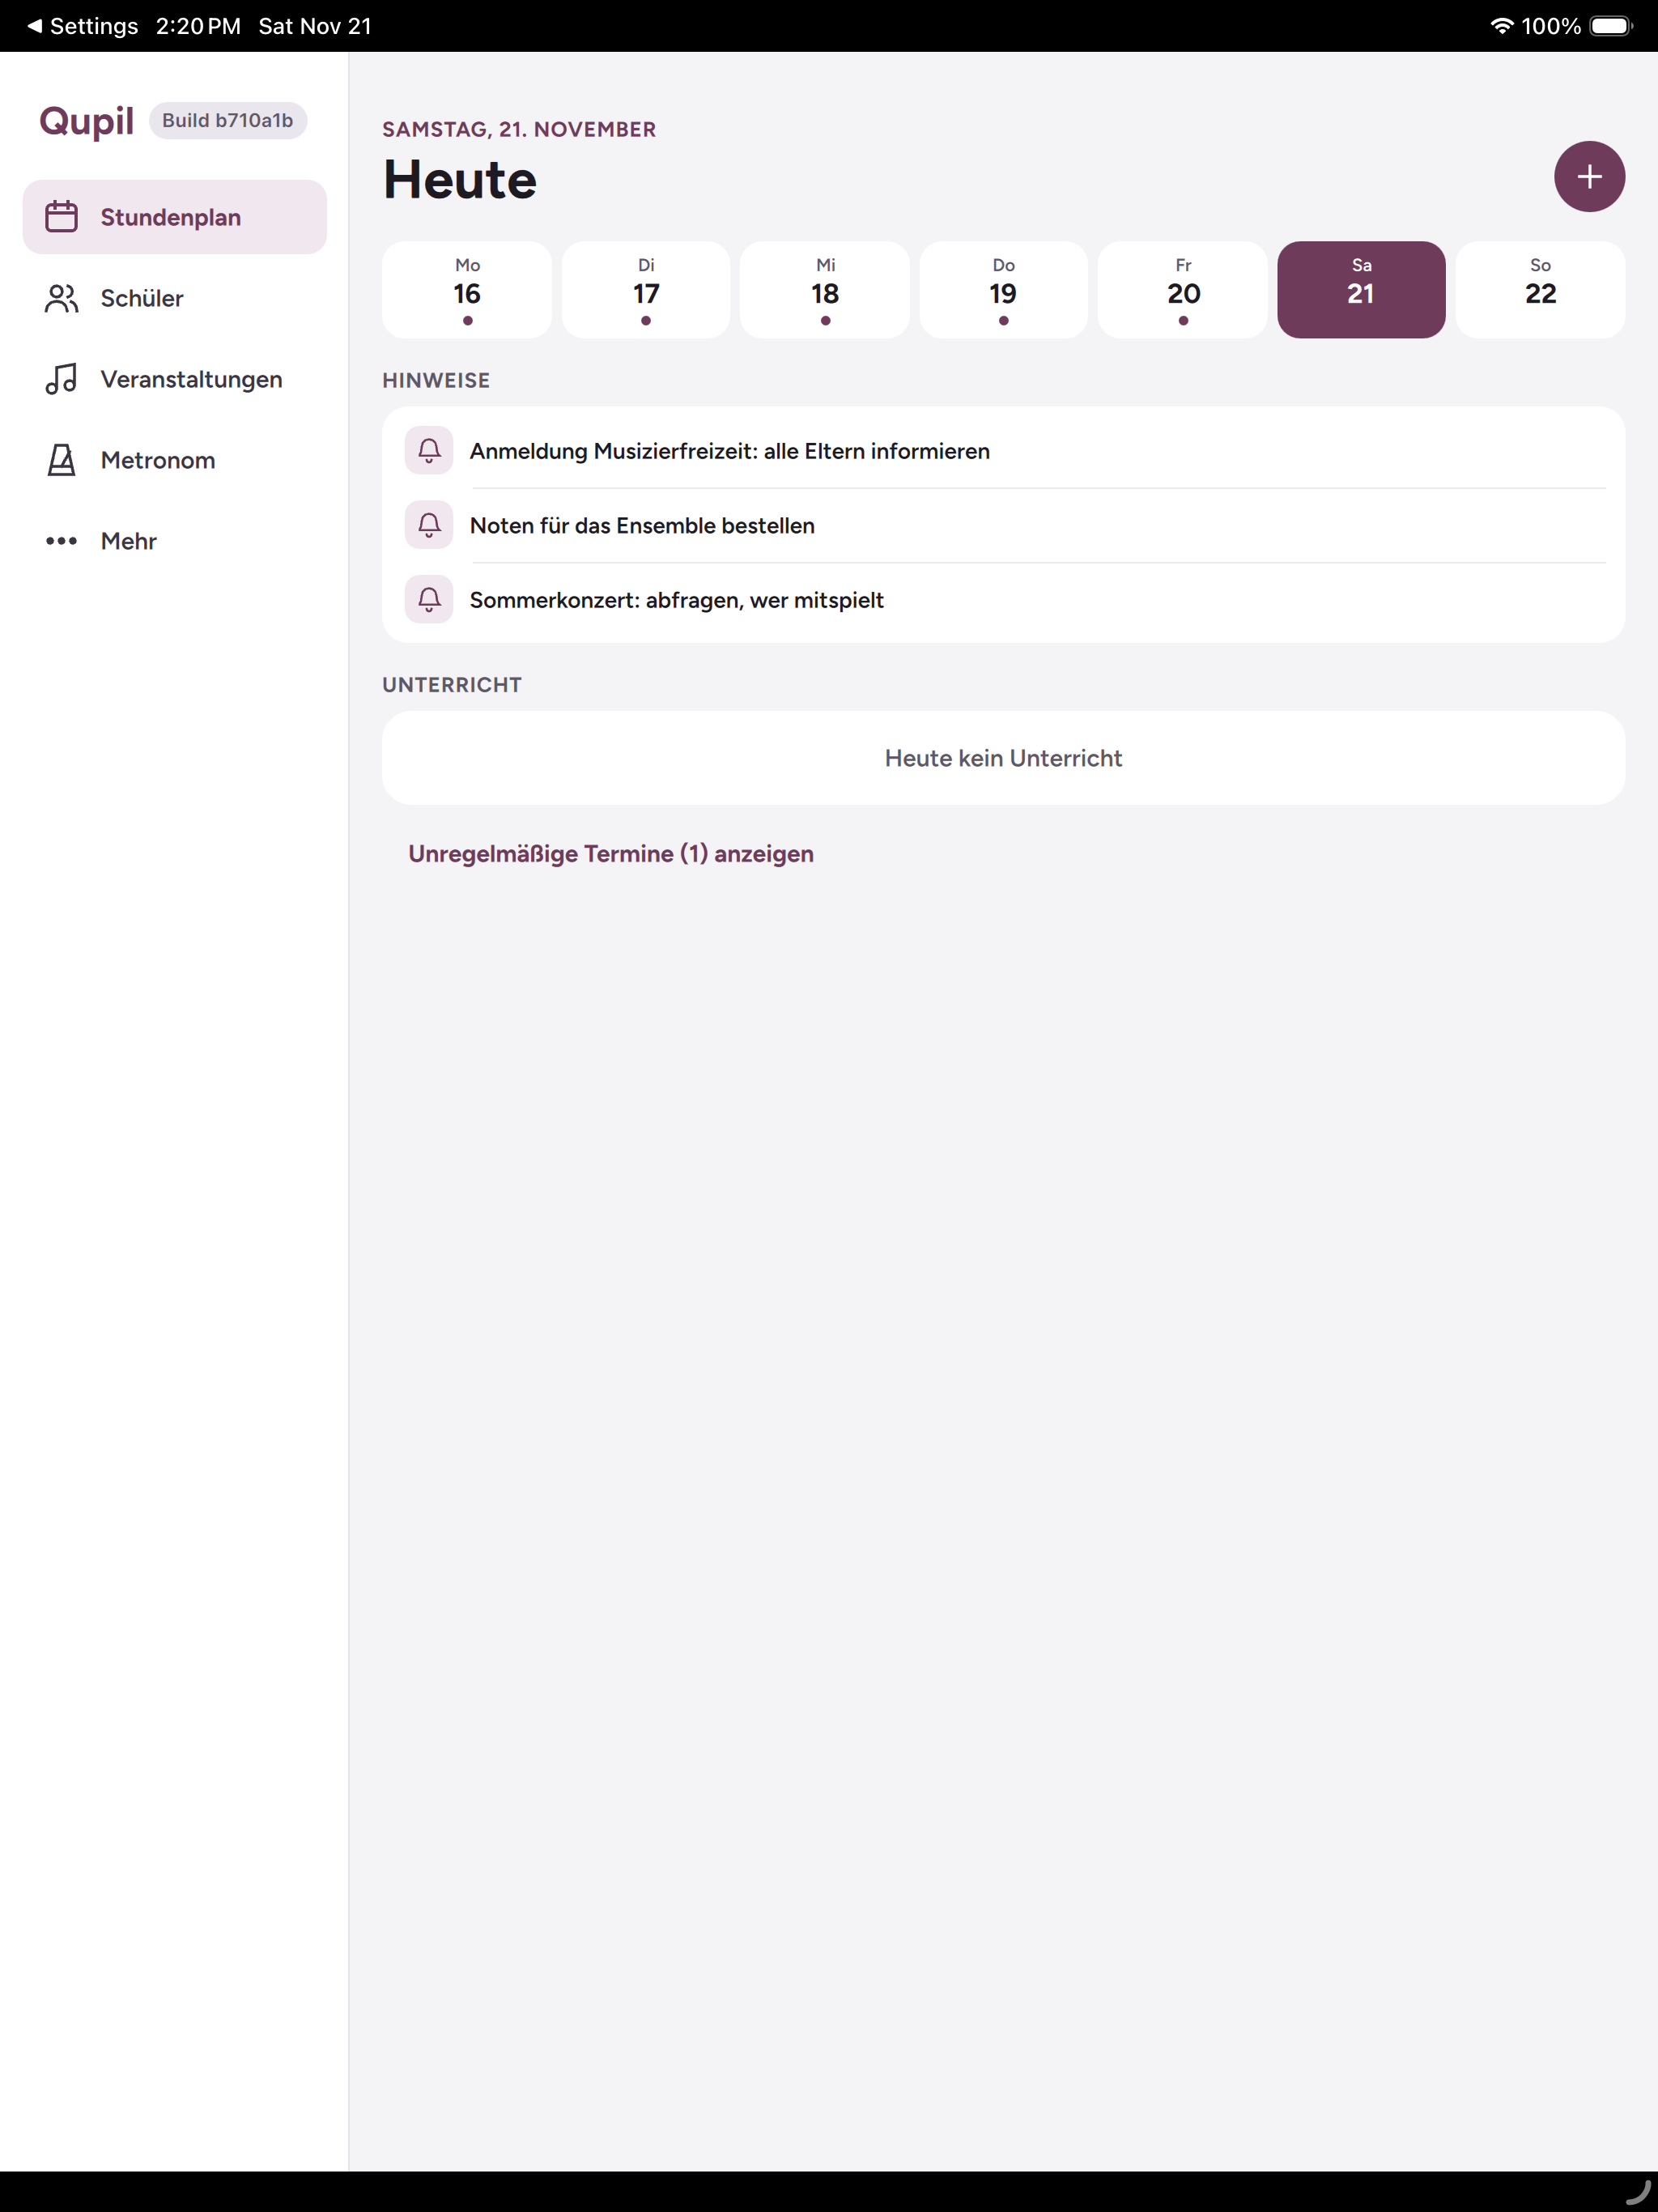 Settings 2:20 PM Sat Nov 21 100%
Qupil Build b710a1b
Stundenplan
Schüler
Veranstaltungen
Metronom
Mehr
SAMSTAG, 21. NOVEMBER
Heute
Mo Di Mi Do Fr Sa So
16 17 18 19 20 21 22
HINWEISE
Anmeldung Musizierfreizeit: alle Eltern informieren
Noten für das Ensemble bestellen
Sommerkonzert: abfragen, wer mitspielt
UNTERRICHT
Heute kein Unterricht
Unregelmäßige Termine (1) anzeigen